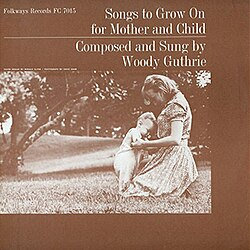 Folkways Records FC 7015
Songs to Grow On
for Mother and Child
Composed and Sung by
Woody Guthrie